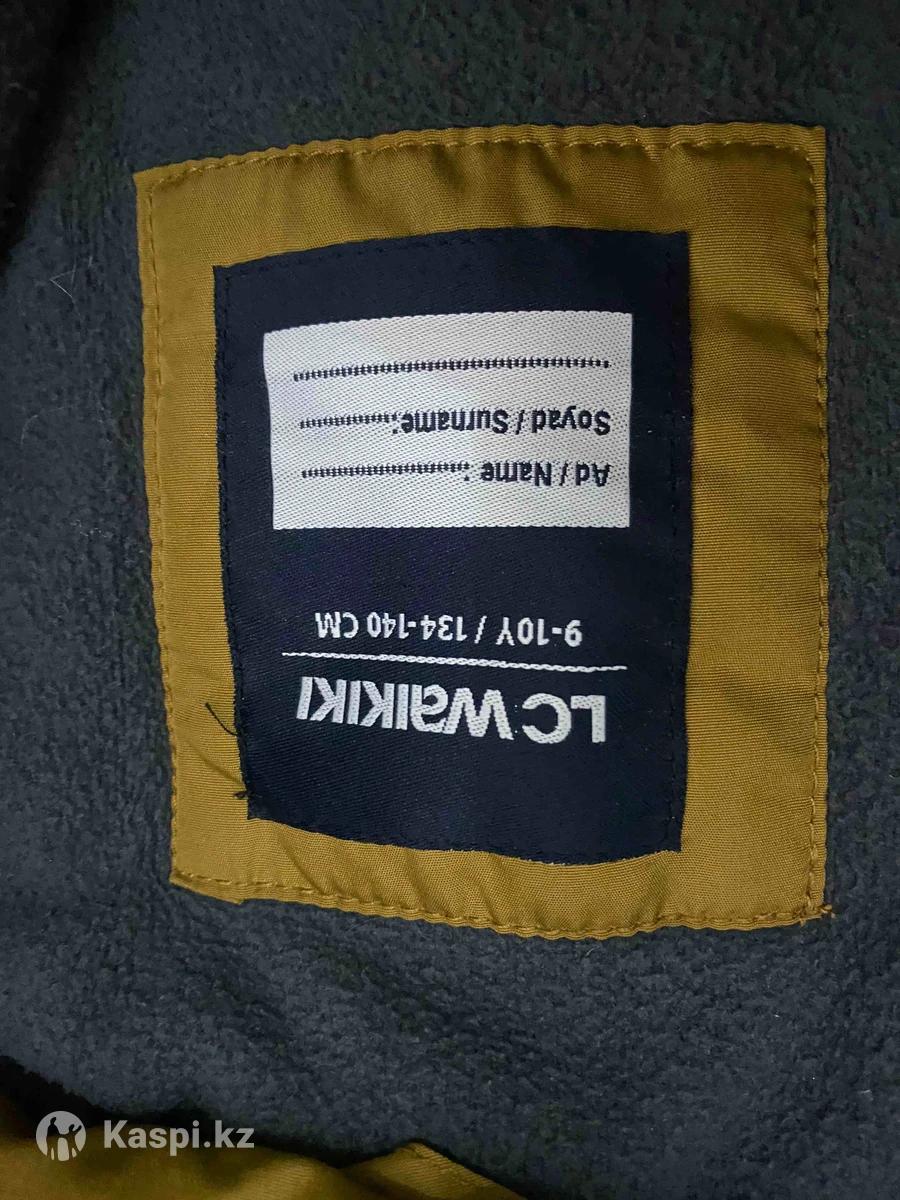 LC WAIKIKI
9-10Y / 134-140 CM
Ad / Name :....................
Soyad / Surname:....................
........................................
Kaspi.kz